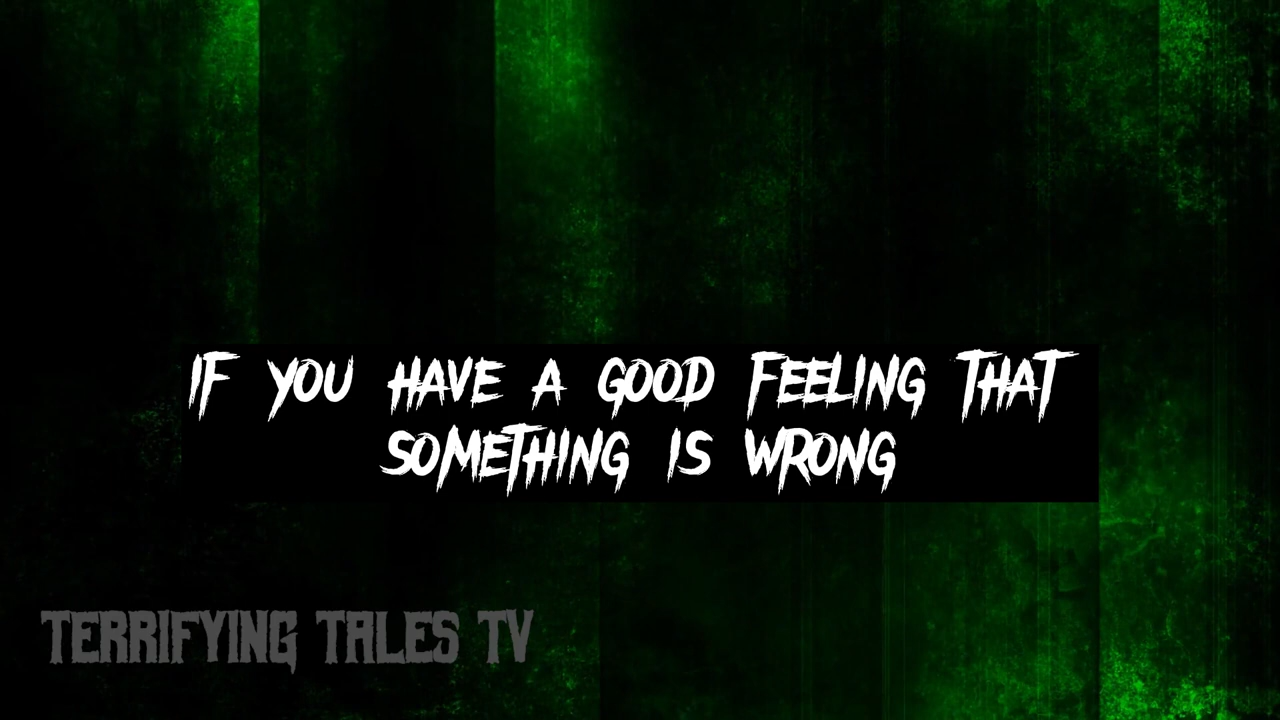 IF YOU HAVE A GOOD FEELING THAT
SOMETHING IS WRONG
TERRIFYING TALES TV